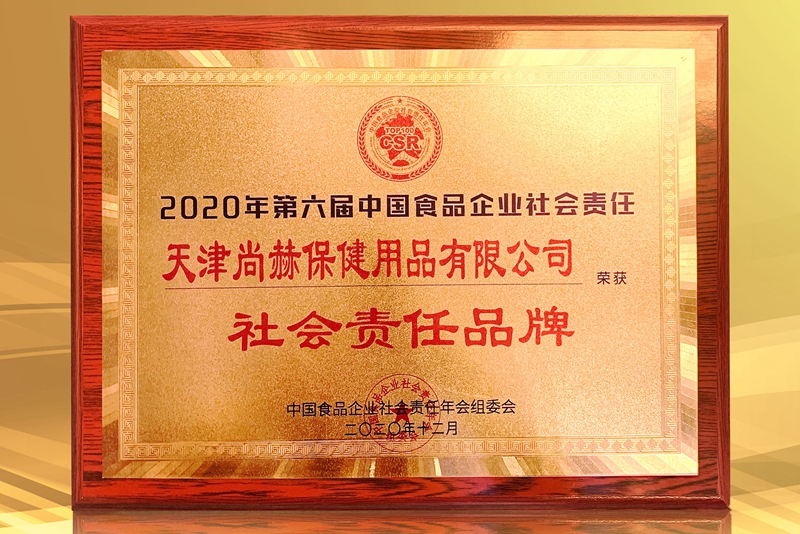 TOP100
CSR
2020年第六届中国食品企业社会责任
天津尚赫保健用品有限公司
荣获
社会责任品牌
中国食品企业社会责任年会组委会
二〇二〇年十二月